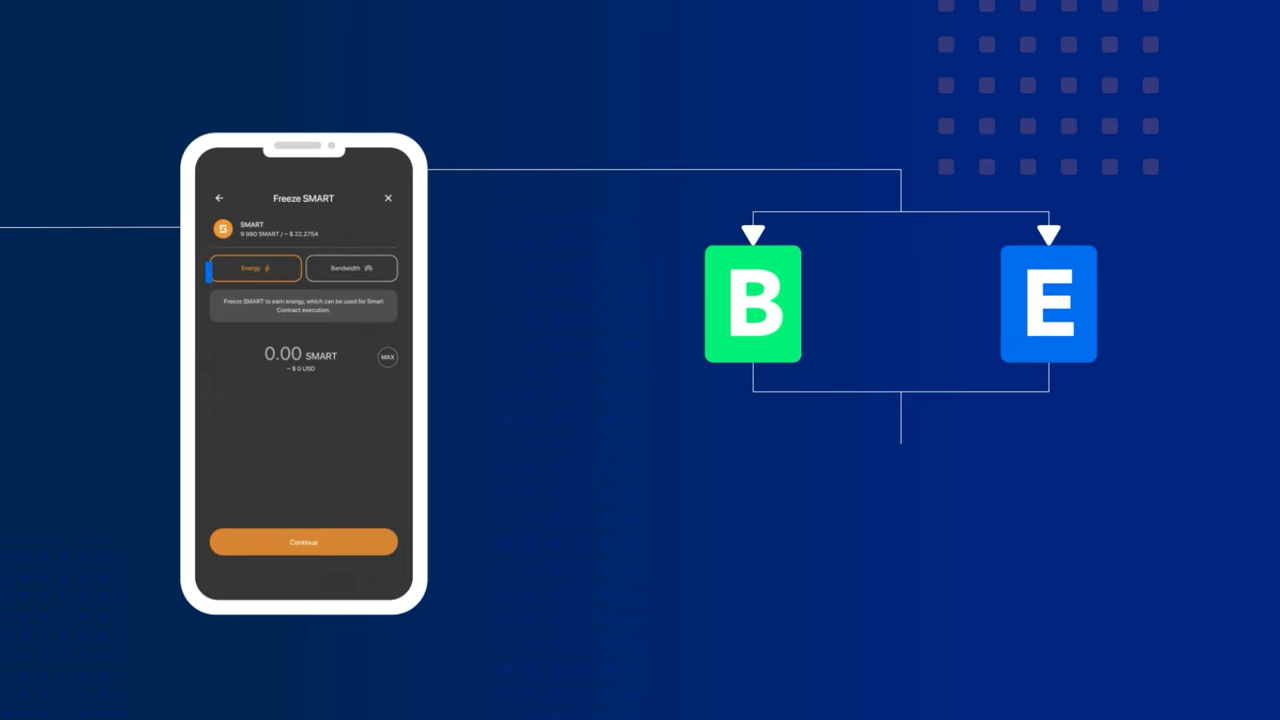 Freeze SMART
SMART
9 980 SMART / ~ $ 22,2754
Energy
Bandwidth
Freeze SMART to earn energy, which can be used for Smart
Contract execution.
0.00 SMART
MAX
~ $ 0 USD
Continue
B
E